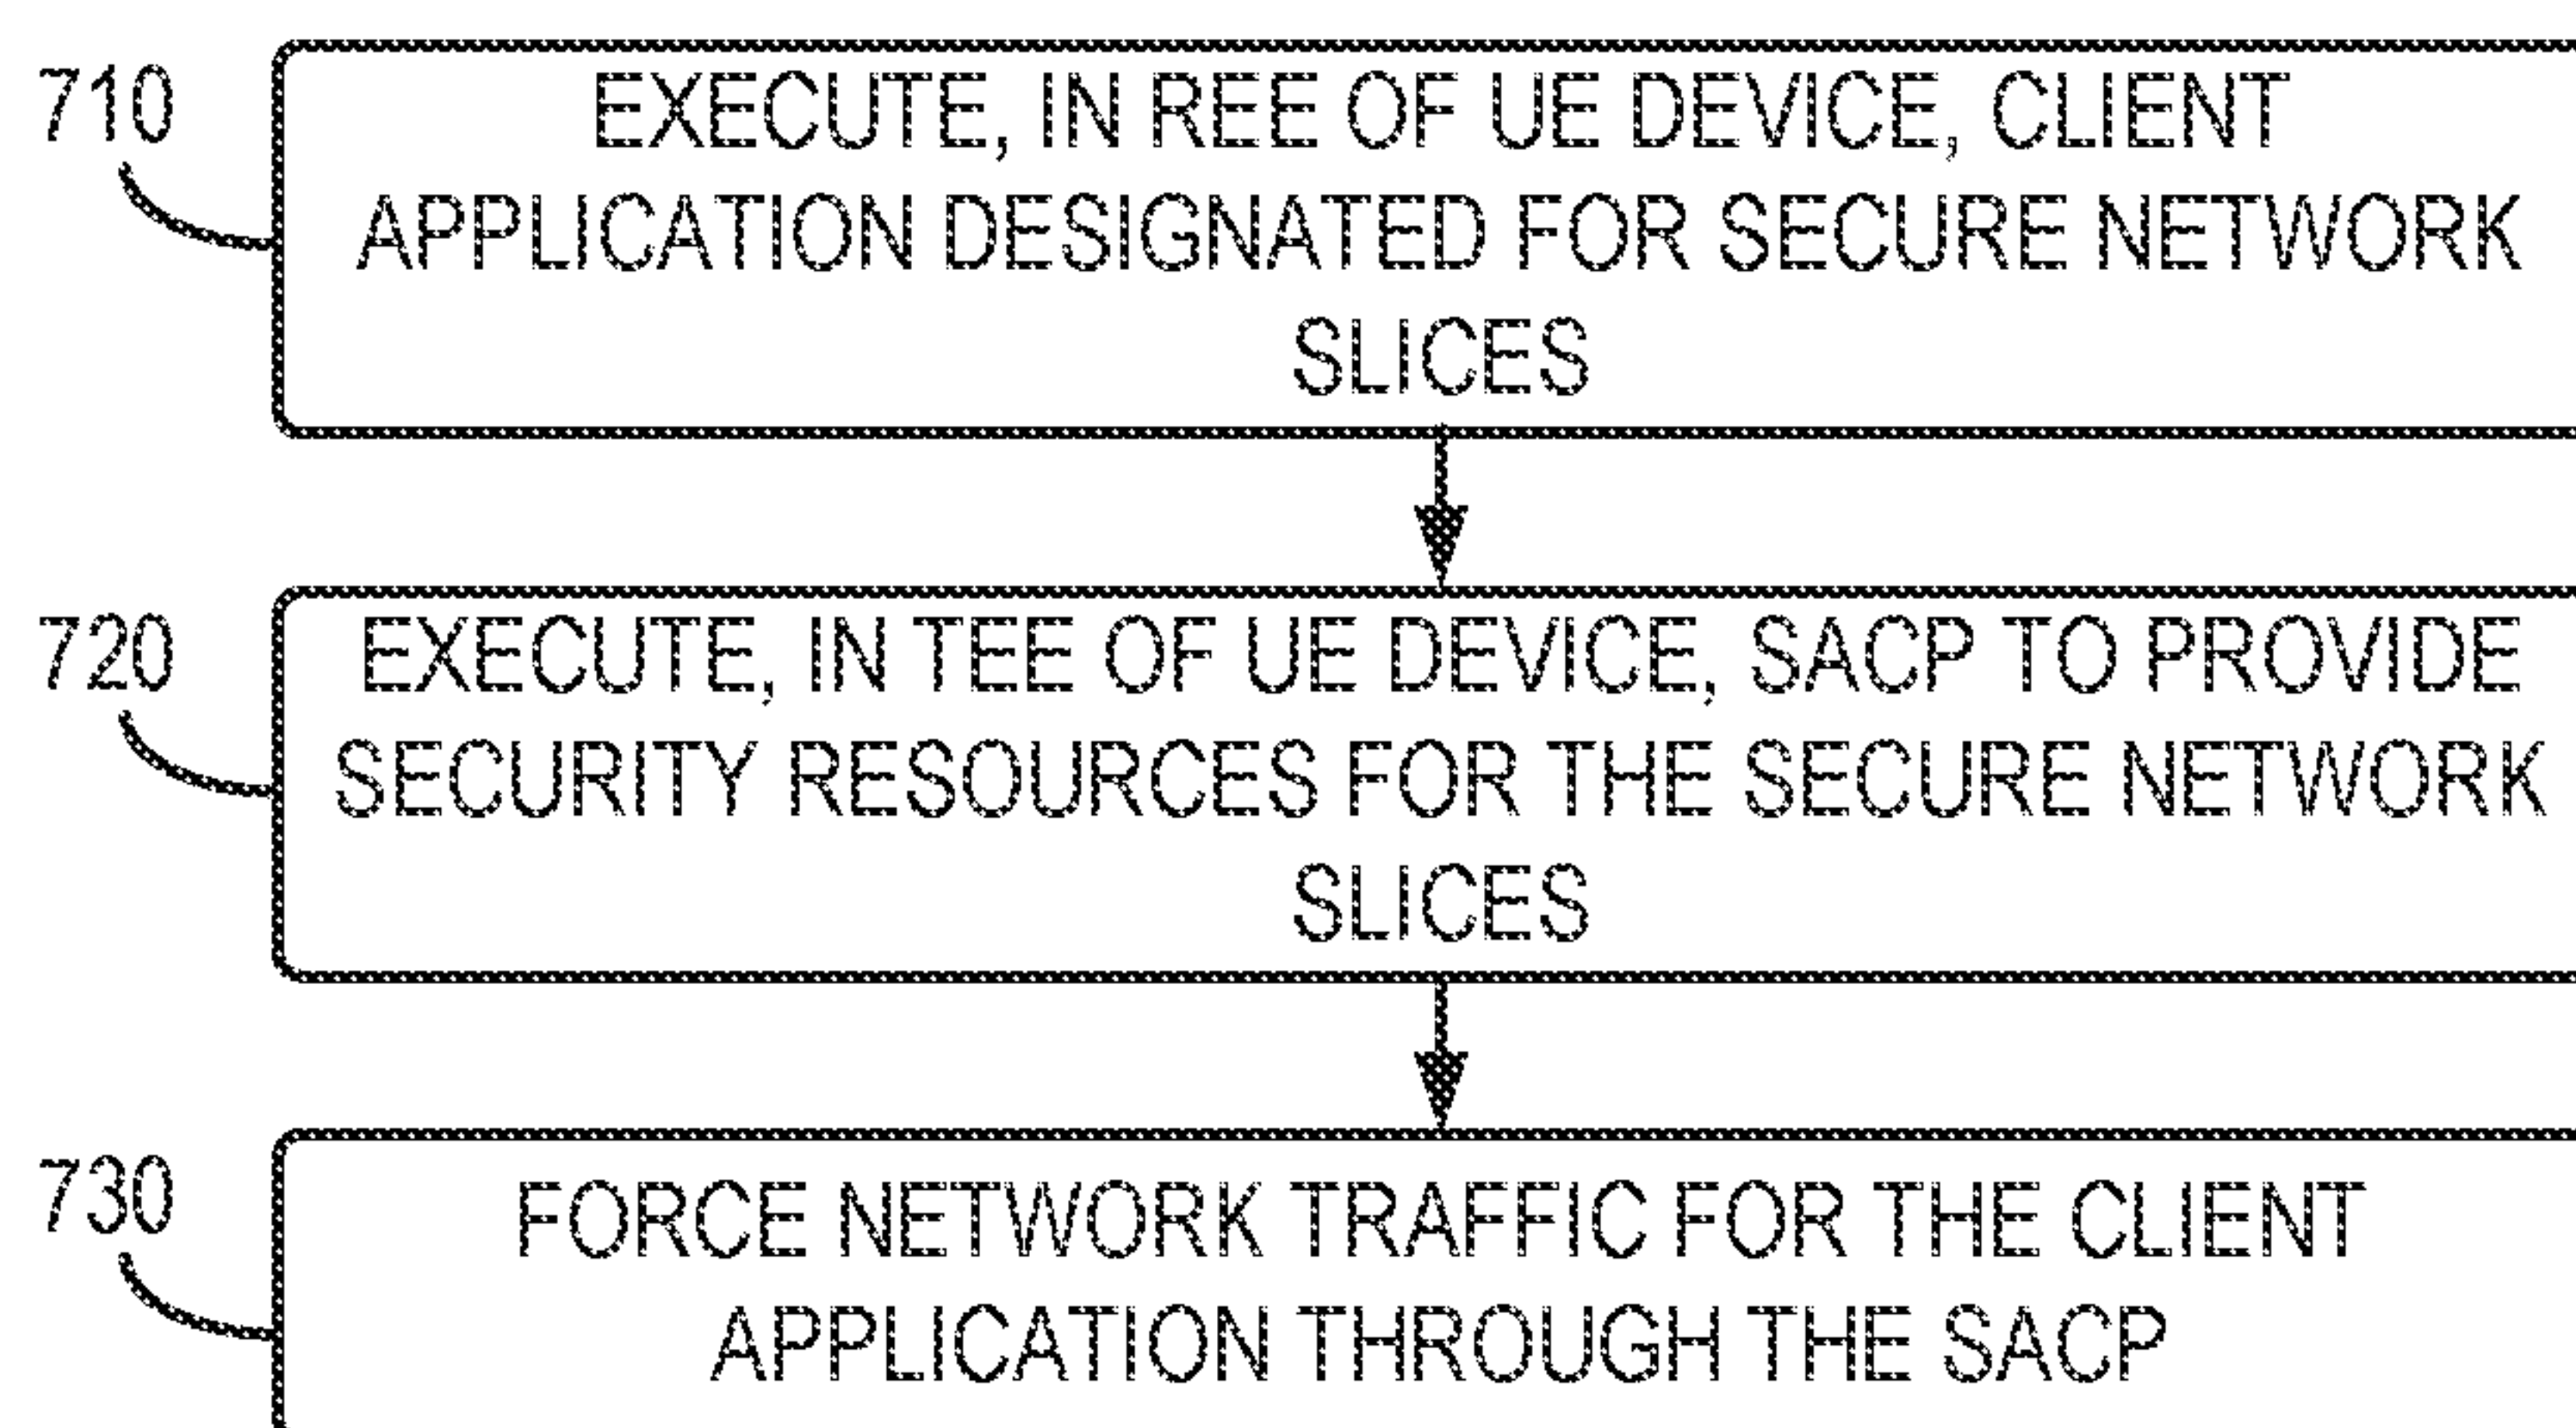 710
EXECUTE, IN REE OF UE DEVICE, CLIENT
APPLICATION DESIGNATED FOR SECURE NETWORK
SLICES
720
EXECUTE, IN TEE OF UE DEVICE, SACP TO PROVIDE
SECURITY RESOURCES FOR THE SECURE NETWORK
SLICES
730
FORCE NETWORK TRAFFIC FOR THE CLIENT
APPLICATION THROUGH THE SACP